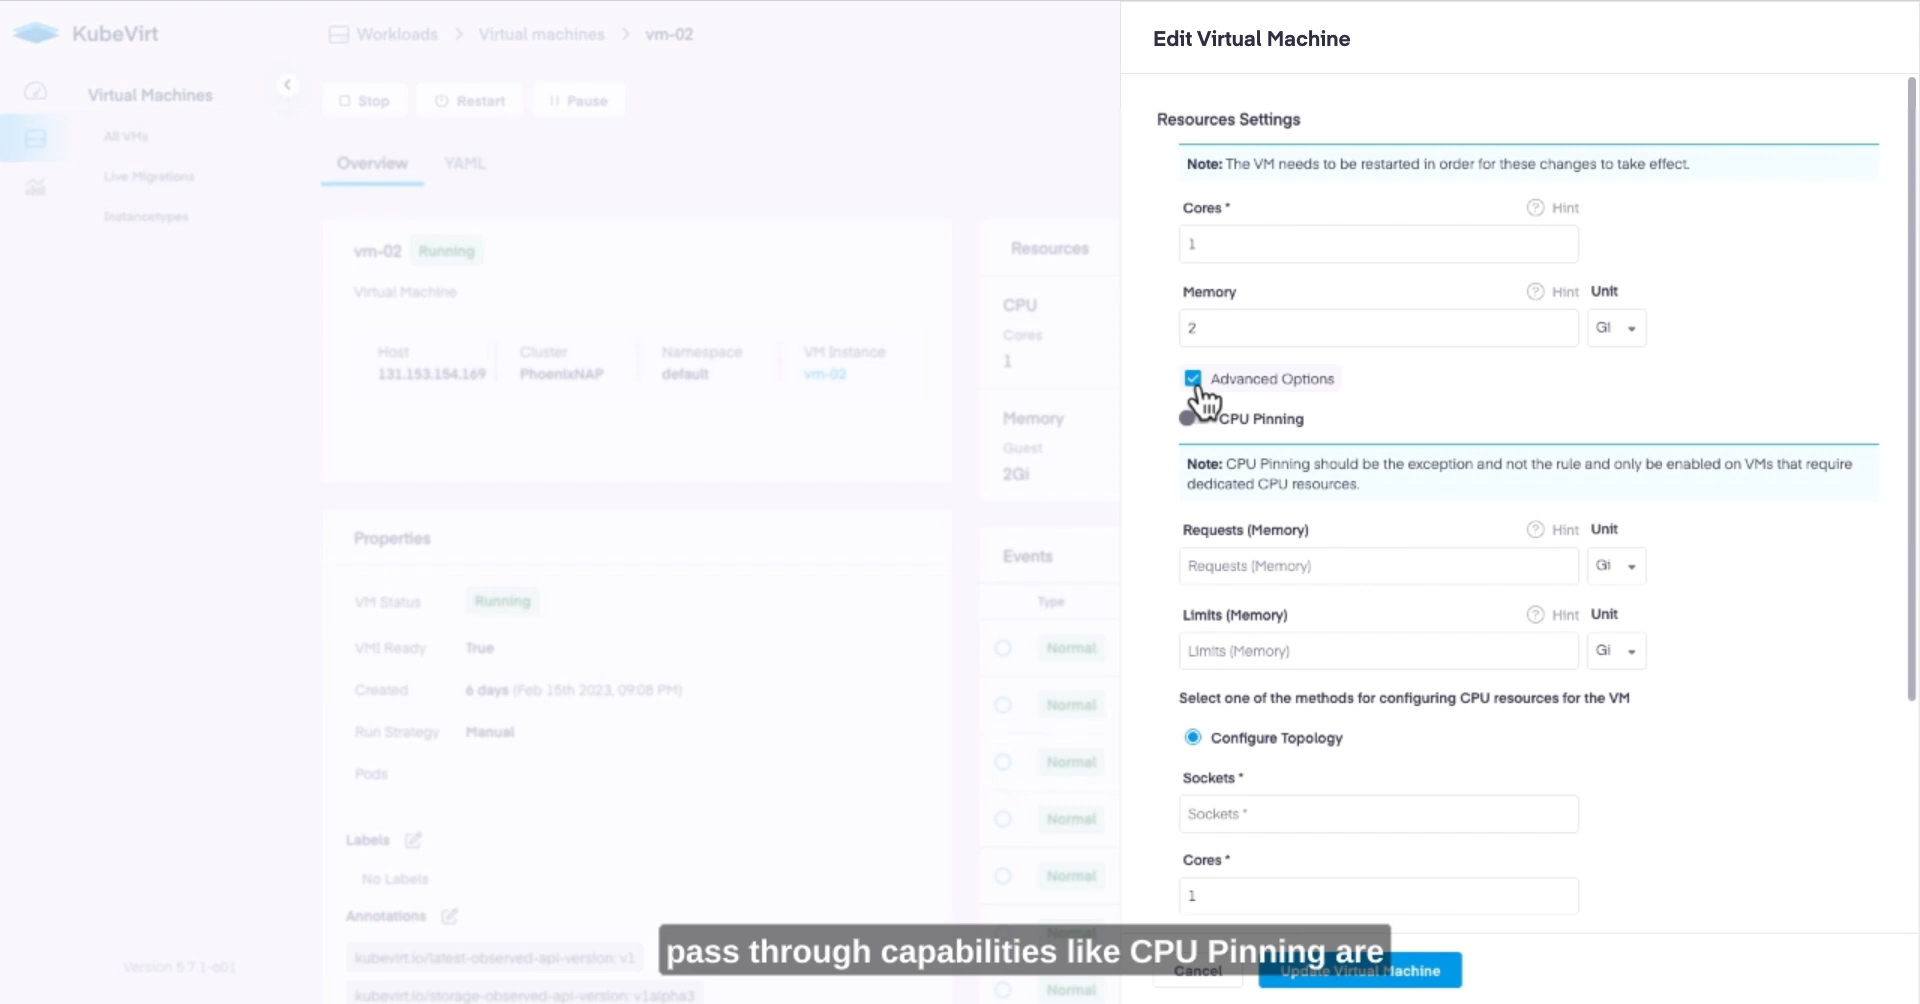 KubeVirt
Workloads > Virtual machines > vm-02
Virtual Machines
All VMs
Live Migrations
Instancetypes
Version 5.7.1-601
Stop
Restart
Pause
Overview
YAML
vm-02 Running
Virtual Machine
Host
131.153.154.169
Cluster
PhoenixNAP
Namespace
default
VM Instance
vm-02
Properties
VM Status Running
VMI Ready True
Created 6 days (Feb 15th 2023, 09:08 PM)
Run Strategy Manual
Pods
Labels
No Labels
Annotations
kubevirt.io/latest-observed-api-version: v1
kubevirt.io/storage-observed-api-version: v1alpha3
Resources
CPU
Cores
1
Memory
Guest
2Gi
Events
Type
Normal
Normal
Normal
Normal
Normal
Normal
Edit Virtual Machine
Resources Settings
Note: The VM needs to be restarted in order for these changes to take effect.
Cores * Hint
1
Memory Hint Unit
2 Gi
Advanced Options
CPU Pinning
Note: CPU Pinning should be the exception and not the rule and only be enabled on VMs that require
dedicated CPU resources.
Requests (Memory) Hint Unit
Requests (Memory) Gi
Limits (Memory) Hint Unit
Limits (Memory) Gi
Select one of the methods for configuring CPU resources for the VM
Configure Topology
Sockets *
Sockets *
Cores *
1
Cancel Update Virtual Machine
pass through capabilities like CPU Pinning are